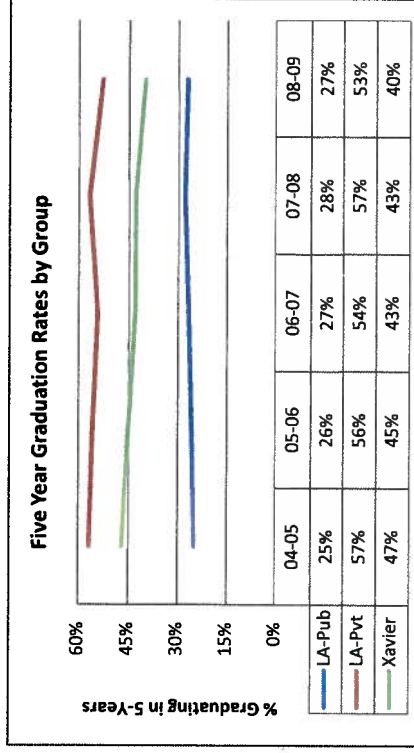 Five Year Graduation Rates by Group
% Graduating in 5-Years
60%
45%
30%
15%
0%
04-05 05-06 06-07 07-08 08-09
LA-Pub 25% 26% 27% 28% 27%
LA-Pvt 57% 56% 54% 57% 53%
Xavier 47% 45% 43% 43% 40%